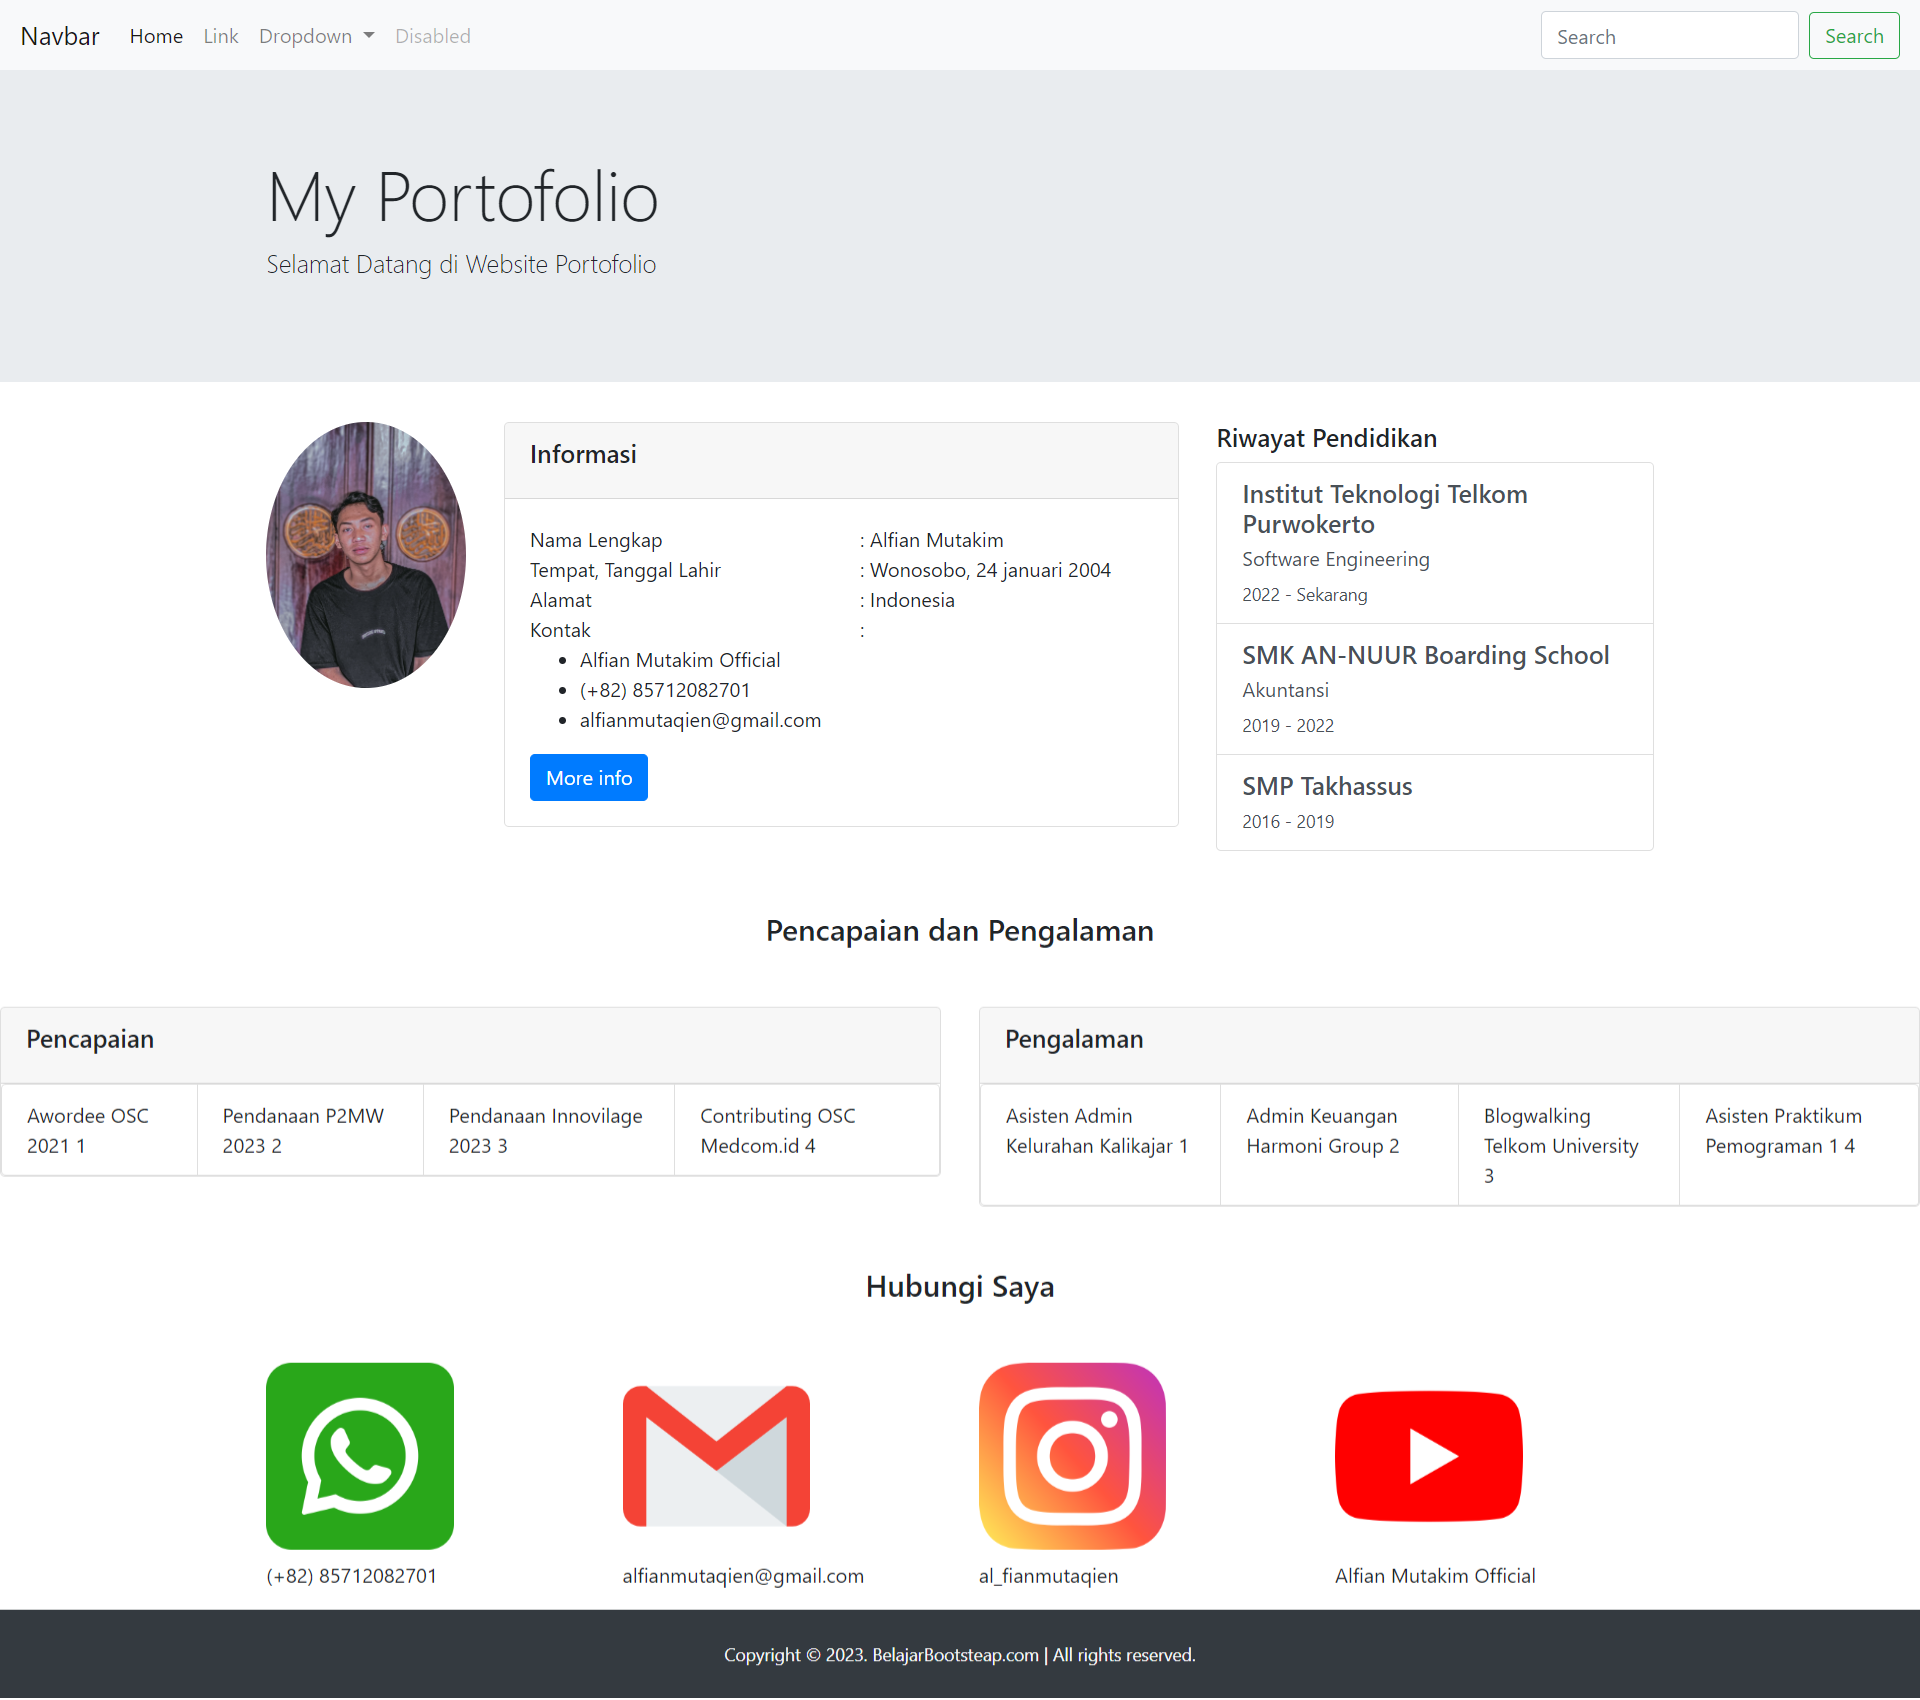 Navbar
Home
Link
Dropdown
Disabled
Search
Search
My Portofolio
Selamat Datang di Website Portofolio
Informasi
Nama Lengkap : Alfian Mutakim
Tempat, Tanggal Lahir : Wonosobo, 24 januari 2004
Alamat : Indonesia
Kontak :
Alfian Mutakim Official
(+82) 85712082701
alfianmutaqien@gmail.com
More info
Riwayat Pendidikan
Institut Teknologi Telkom
Purwokerto
Software Engineering
2022 - Sekarang
SMK AN-NUUR Boarding School
Akuntansi
2019 - 2022
SMP Takhassus
2016 - 2019
Pencapaian dan Pengalaman
Pencapaian
Awordee OSC
2021 1
Pendanaan P2MW
2023 2
Pendanaan Innovilage
2023 3
Contributing OSC
Medcom.id 4
Pengalaman
Asisten Admin
Kelurahan Kalikajar 1
Admin Keuangan
Harmoni Group 2
Blogwalking
Telkom University
3
Asisten Praktikum
Pemograman 1 4
Hubungi Saya
(+82) 85712082701
alfianmutaqien@gmail.com
al_fianmutaqien
Alfian Mutakim Official
Copyright © 2023. BelajarBootsteap.com | All rights reserved.